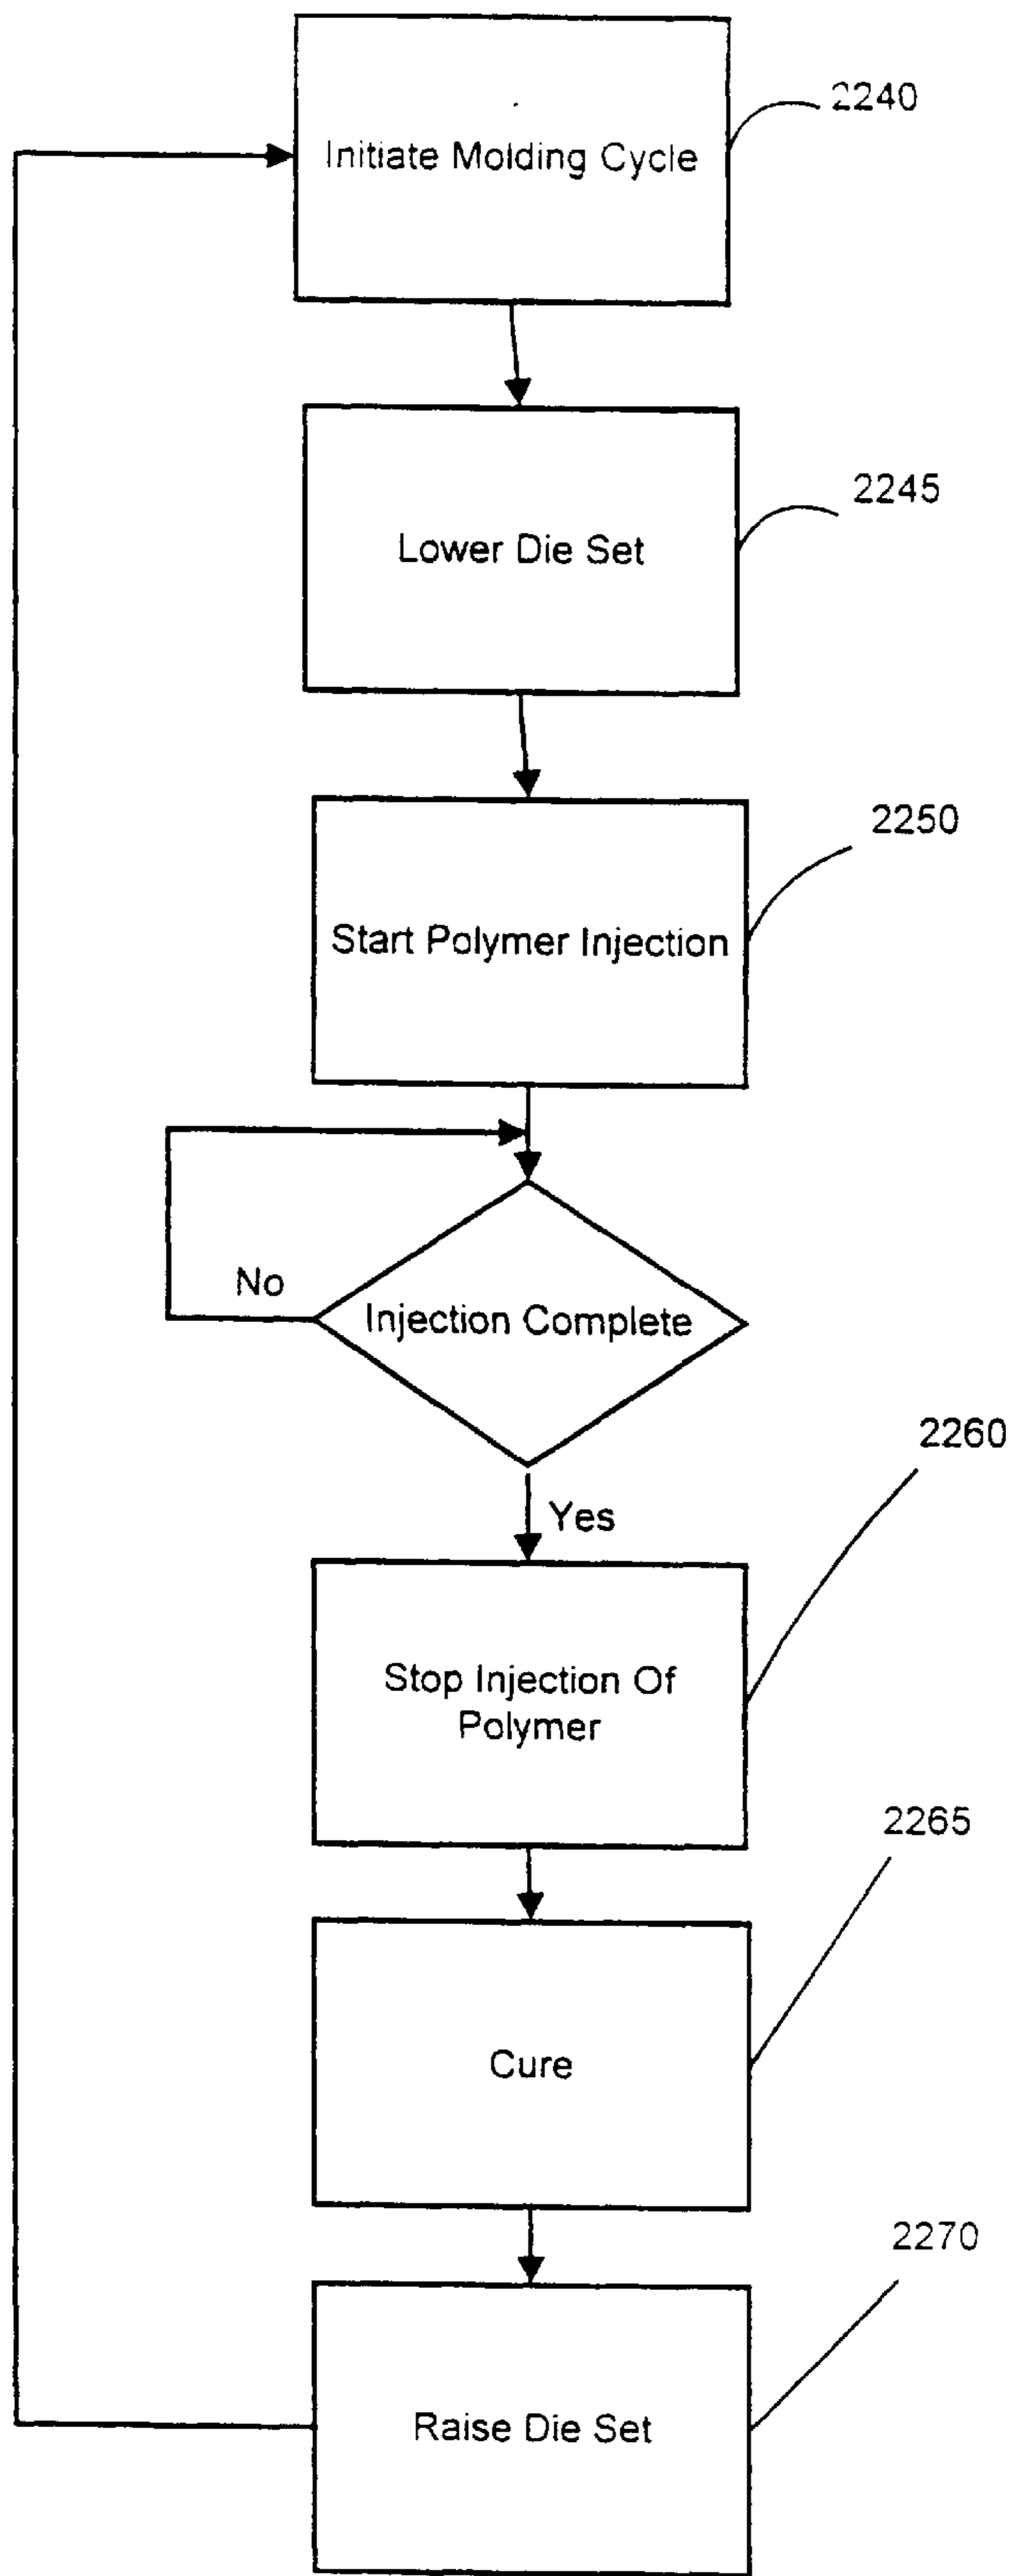 2240
Initiate Molding Cycle
2245
Lower Die Set
2250
Start Polymer Injection
No
Injection Complete
2260
Yes
Stop Injection Of
Polymer
2265
Cure
2270
Raise Die Set